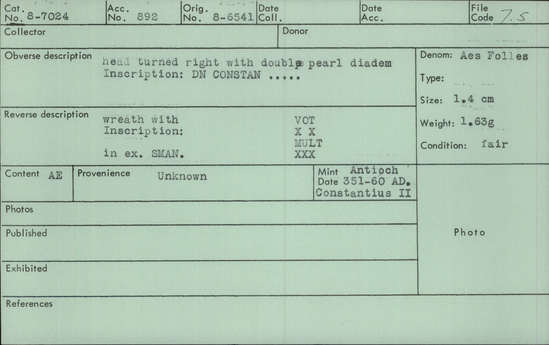 Cat. No. 8-7024 Acc. No. 892 Orig. No. 8-6541 Date Coll. Date Acc. File Code 7.5
Collector Donor
Obverse description head turned right with double pearl diadem
Inscription: DN CONSTAN .....
Denom: Aes Folles
Type:
Size: 1.4 cm
Weight: 1.63g
Condition: fair
Reverse description wreath with VOT
Inscription: X X
MULT
in ex. SMAN. XXX
Content AE Provenience Unknown Mint Antioch
Date 351-60 AD.
Constantius II
Photos
Published
Exhibited
References
Photo